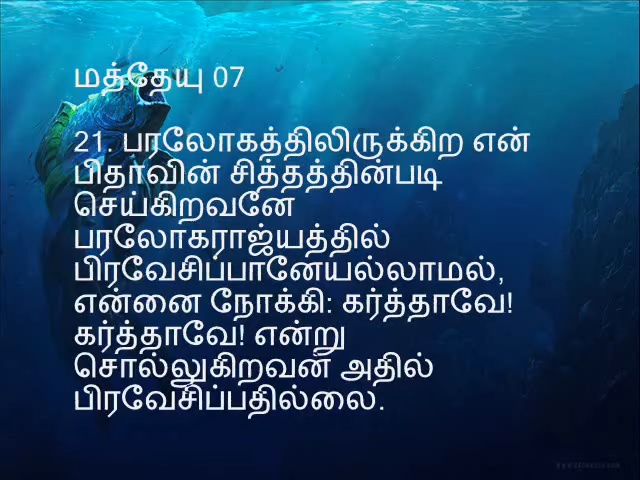 மத்தேயு 07
21. பரலோகத்திலிருக்கிற என்
பிதாவின் சித்தத்தின்படி
செய்கிறவனே
பரலோகராஜ்யத்தில்
பிரவேசிப்பானேயல்லாமல்,
என்னை நோக்கி: கர்த்தாவே!
கர்த்தாவே! என்று
சொல்லுகிறவன் அதில்
பிரவேசிப்பதில்லை.